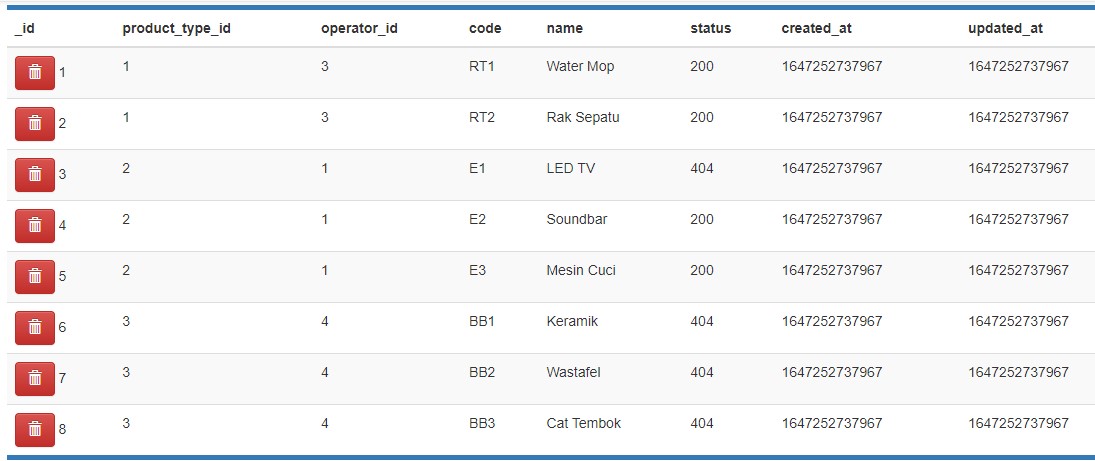 _id product_type_id operator_id code name status created_at updated_at
1 1 3 RT1 Water Mop 200 1647252737967 1647252737967
2 1 3 RT2 Rak Sepatu 200 1647252737967 1647252737967
3 2 1 E1 LED TV 404 1647252737967 1647252737967
4 2 1 E2 Soundbar 200 1647252737967 1647252737967
5 2 1 E3 Mesin Cuci 200 1647252737967 1647252737967
6 3 4 BB1 Keramik 404 1647252737967 1647252737967
7 3 4 BB2 Wastafel 404 1647252737967 1647252737967
8 3 4 BB3 Cat Tembok 404 1647252737967 1647252737967